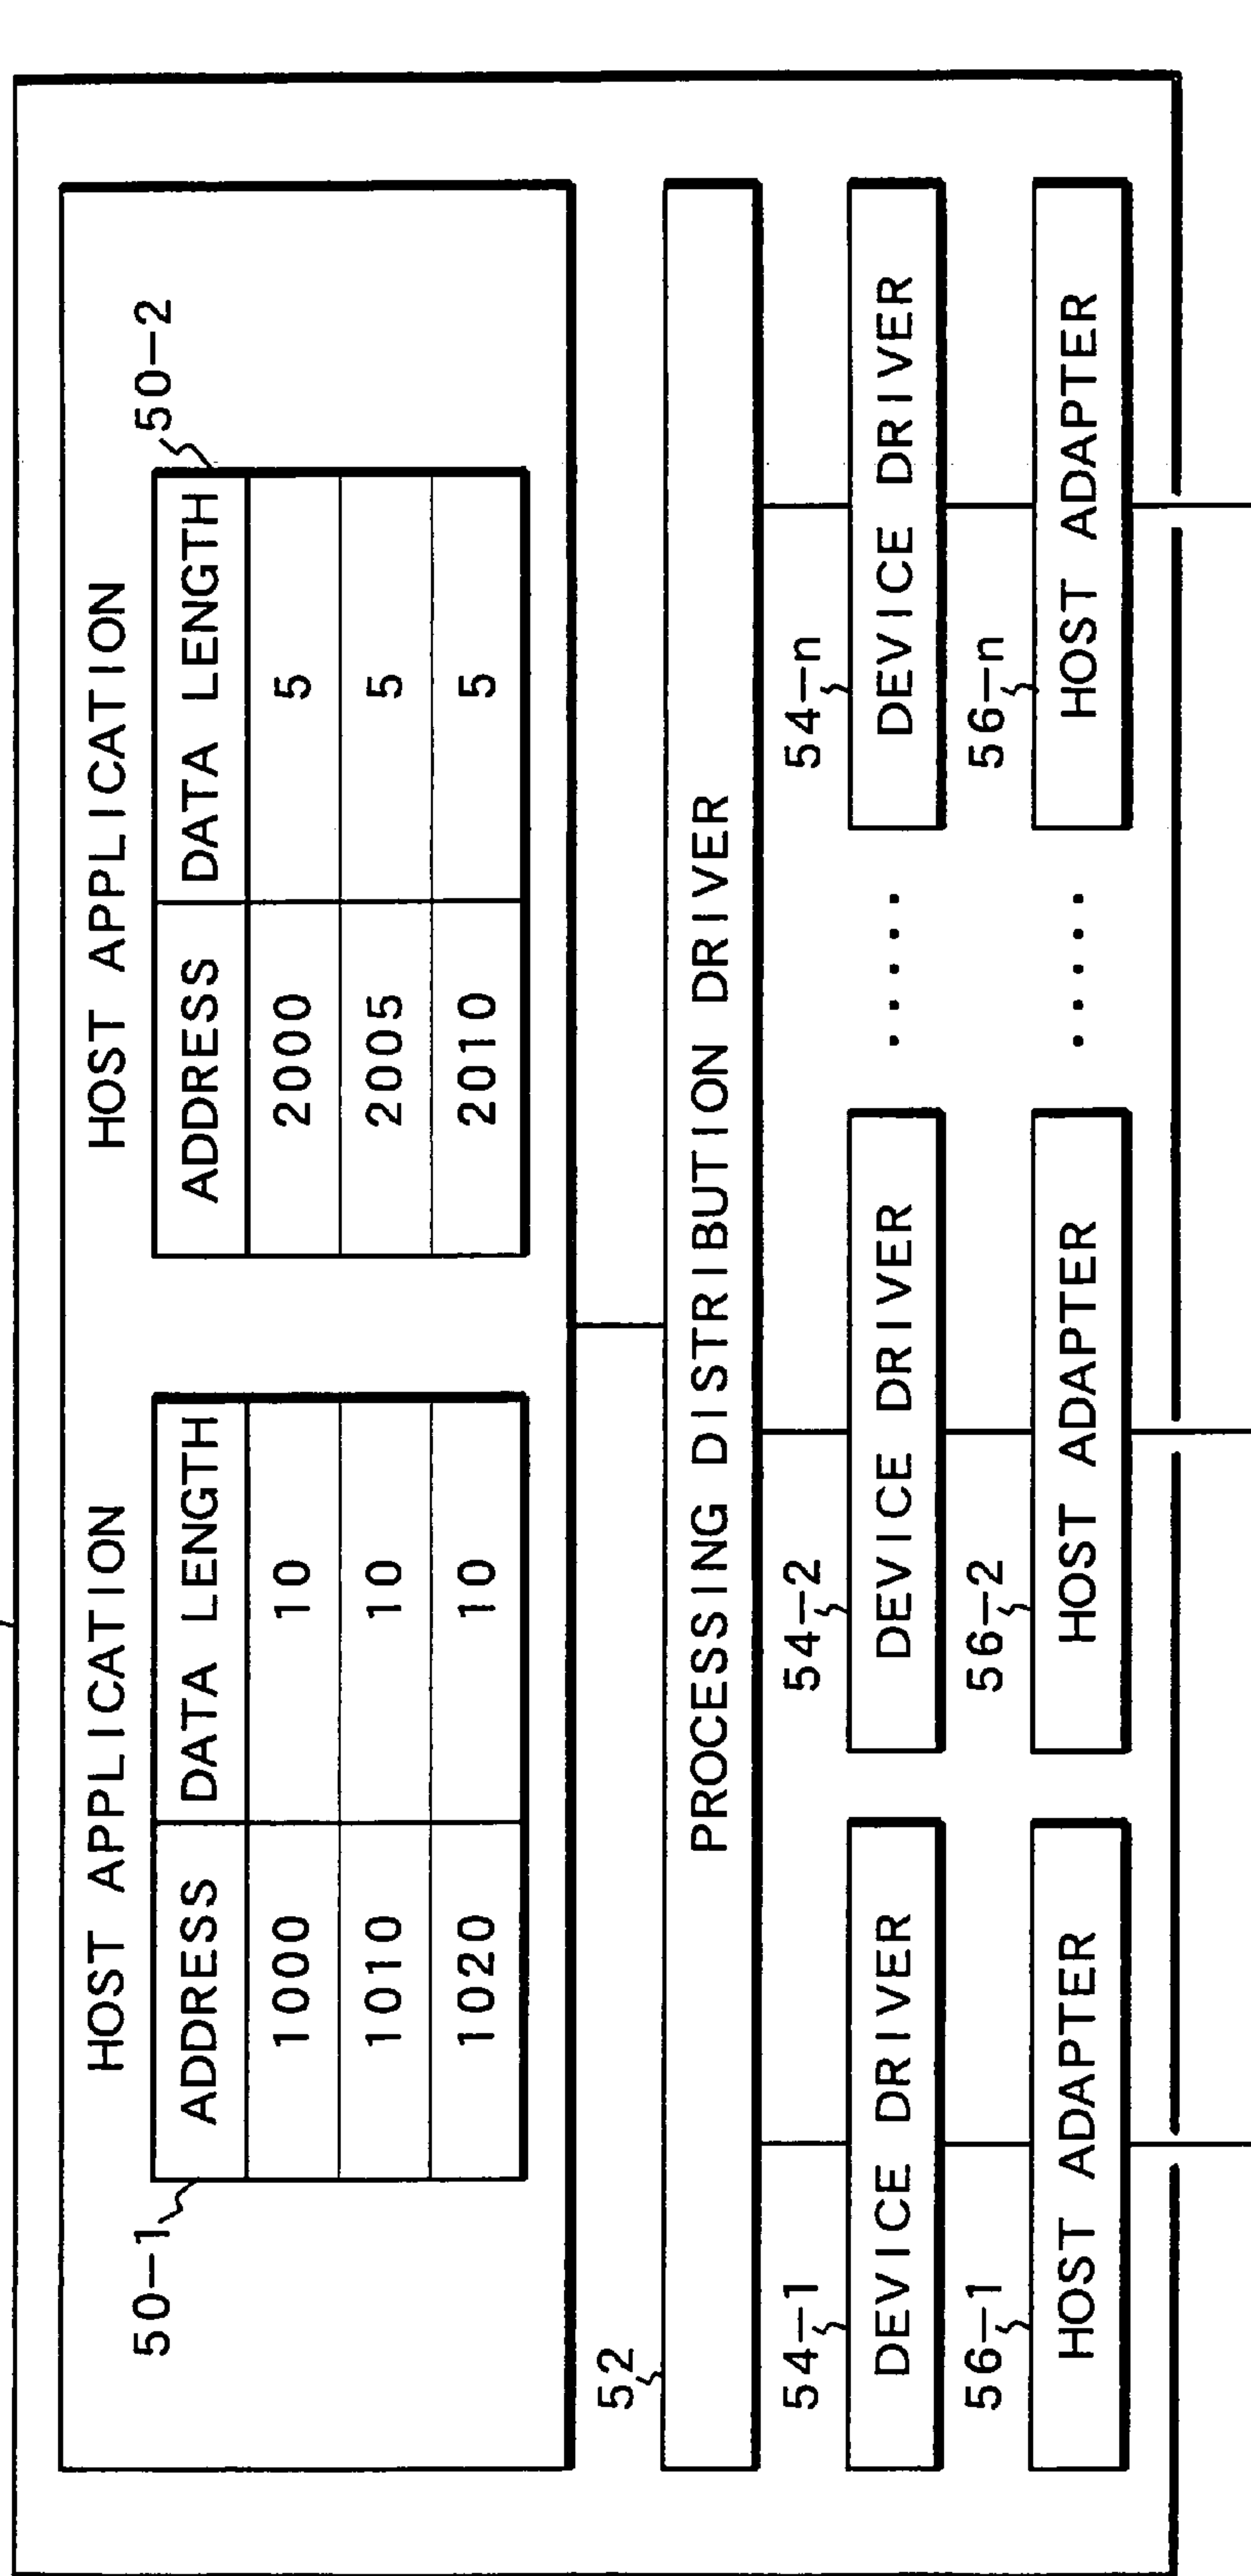 HOST APPLICATION HOST APPLICATION
50-1 50-2
ADDRESS DATA LENGTH ADDRESS DATA LENGTH
1000 10 2000 5
1010 10 2005 5
1020 10 2010 5
52
PROCESSING DISTRIBUTION DRIVER
54-1 54-2 54-n
DEVICE DRIVER DEVICE DRIVER ····· DEVICE DRIVER
56-1 56-2 56-n
HOST ADAPTER HOST ADAPTER ····· HOST ADAPTER